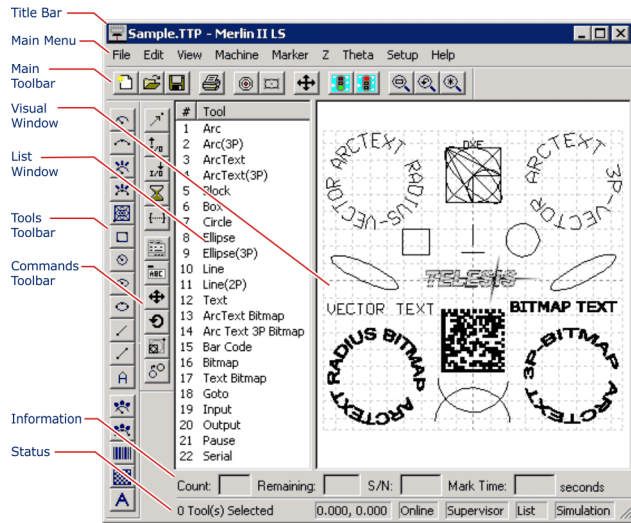 Title Bar
Main Menu
Main
Toolbar
Visual
Window
List
Window
Tools
Toolbar
Commands
Toolbar
Information
Status
Sample.TTP - Merlin II LS
File Edit View Machine Marker Z Theta Setup Help
# Tool
1 Arc
2 Arc(3P)
3 ArcText
4 ArcText(3P)
5 Block
6 Box
7 Circle
8 Ellipse
9 Ellipse(3P)
10 Line
11 Line(2P)
12 Text
13 ArcText Bitmap
14 Arc Text 3P Bitmap
15 Bar Code
16 Bitmap
17 Text Bitmap
18 Goto
19 Input
20 Output
21 Pause
22 Serial
1/0
I/0
ABC
A
A
ARCTEXT RADIUS-VECTOR
DXF
ARCTEXT 3P-VECTOR
TELESIS
VECTOR TEXT
BITMAP TEXT
ARCTEXT RADIUS BITMAP
ARCTEXT 3P-BITMAP
Count: Remaining: S/N: Mark Time: seconds
0 Tool(s) Selected 0.000, 0.000 Online Supervisor List Simulation